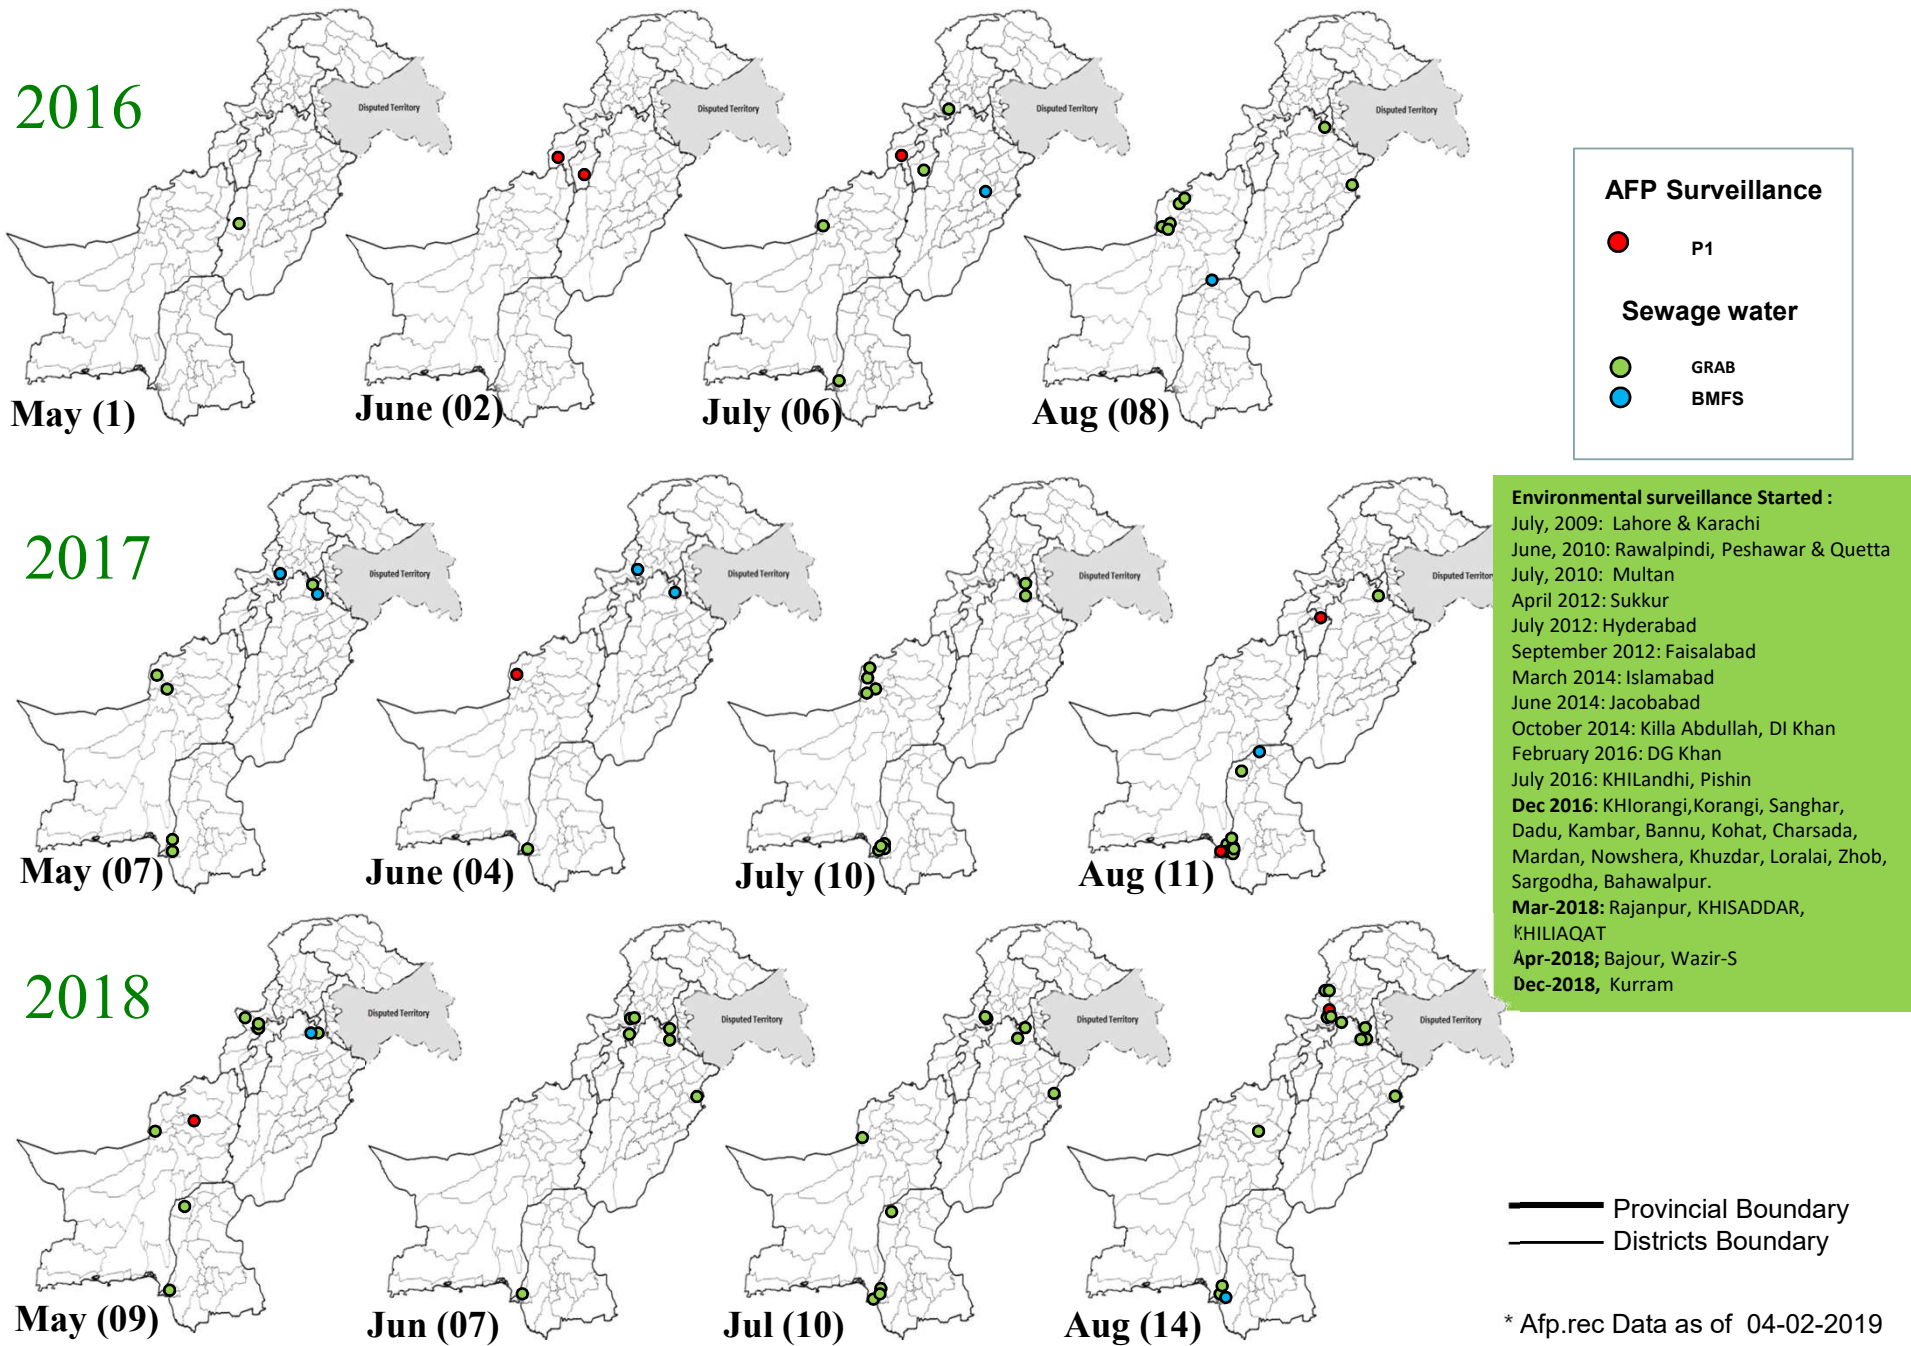 2016
Disputed Territory
Disputed Territory
Disputed Territory
Disputed Territory
May (1)
June (02)
July (06)
Aug (08)
AFP Surveillance
P1
Sewage water
GRAB
BMFS
2017
Disputed Territory
Disputed Territory
Disputed Territory
Disputed Territory
May (07)
June (04)
July (10)
Aug (11)
Environmental surveillance Started :
July, 2009: Lahore & Karachi
June, 2010: Rawalpindi, Peshawar & Quetta
July, 2010: Multan
April 2012: Sukkur
July 2012: Hyderabad
September 2012: Faisalabad
March 2014: Islamabad
June 2014: Jacobabad
October 2014: Killa Abdullah, DI Khan
February 2016: DG Khan
July 2016: KHILandhi, Pishin
Dec 2016: KHIorangi,Korangi, Sanghar,
Dadu, Kambar, Bannu, Kohat, Charsada,
Mardan, Nowshera, Khuzdar, Loralai, Zhob,
Sargodha, Bahawalpur.
Mar-2018: Rajanpur, KHISADDAR,
KHILIAQAT
Apr-2018; Bajour, Wazir-S
Dec-2018, Kurram
2018
Disputed Territory
Disputed Territory
Disputed Territory
Disputed Territory
May (09)
Jun (07)
Jul (10)
Aug (14)
Provincial Boundary
Districts Boundary
* Afp.rec Data as of 04-02-2019